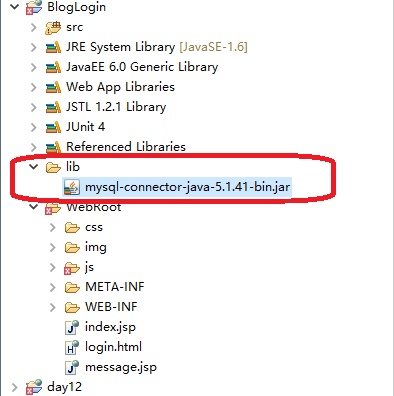 BlogLogin
src
JRE System Library [JavaSE-1.6]
JavaEE 6.0 Generic Library
Web App Libraries
JSTL 1.2.1 Library
JUnit 4
Referenced Libraries
lib
mysql-connector-java-5.1.41-bin.jar
WebRoot
css
img
js
META-INF
WEB-INF
index.jsp
login.html
message.jsp
day12